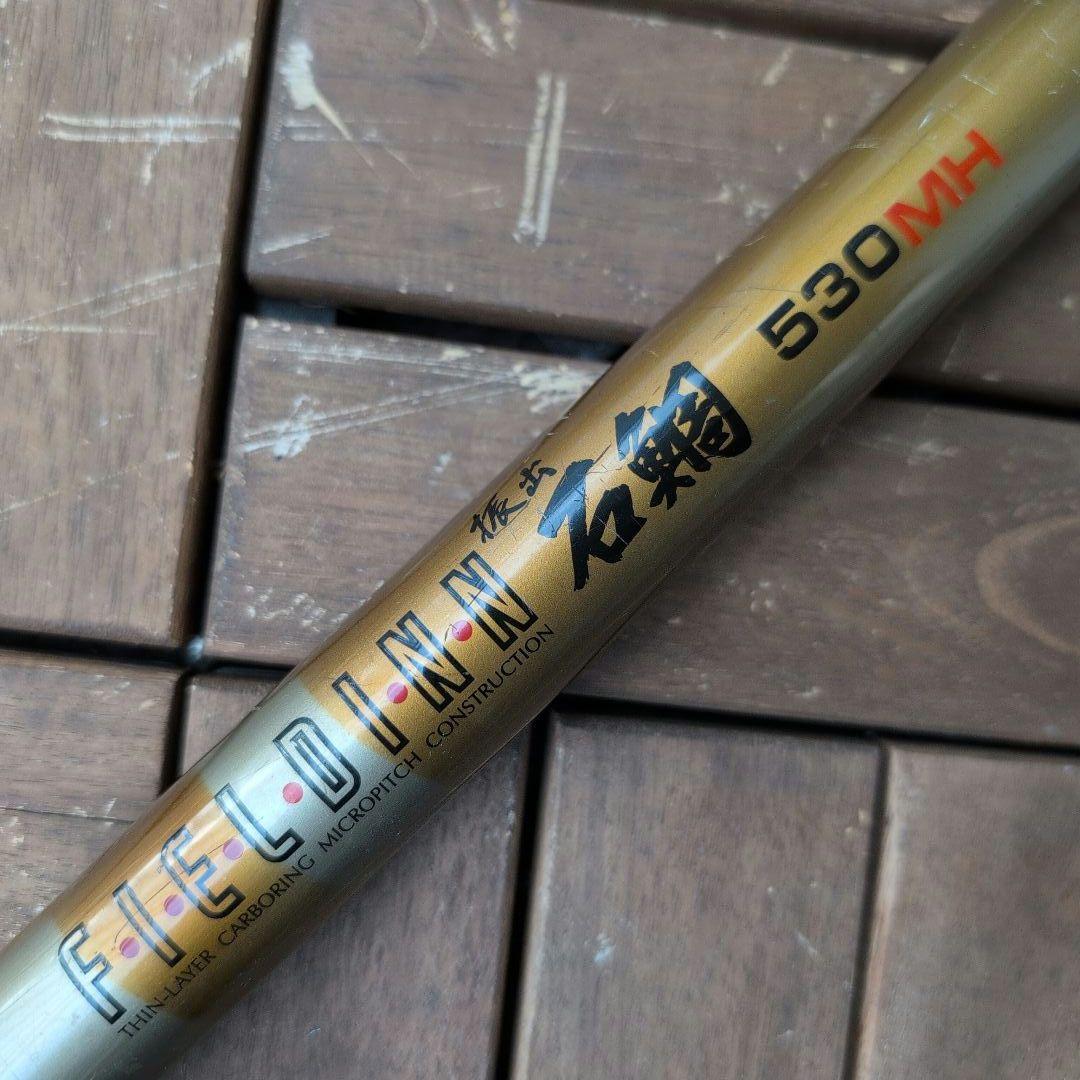 F·I·E·L·D·I·N·N
THIN-LAYER CARBORING MICROPITCH CONSTRUCTION
振出
石鯛
530MH